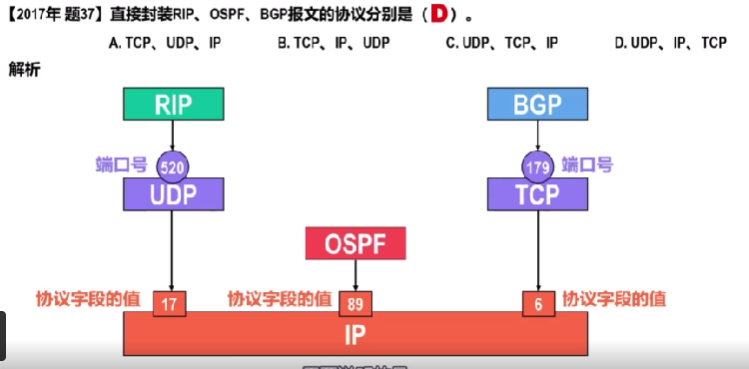 【2017年 题37】直接封装RIP、OSPF、BGP报文的协议分别是（D）。
A. TCP、UDP、IP B. TCP、IP、UDP C. UDP、TCP、IP D. UDP、IP、TCP
解析
RIP BGP
端口号 520 179 端口号
UDP TCP
OSPF
协议字段的值 17 协议字段的值 89 6 协议字段的值
IP